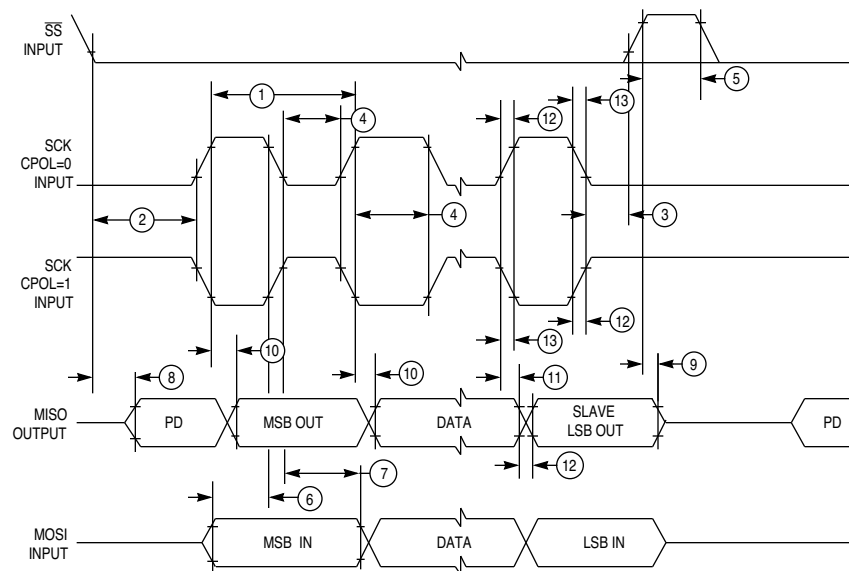 SS
INPUT
5
1
13
12
4
SCK
CPOL=0
INPUT
2
4
3
SCK
CPOL=1
INPUT
12
13
10
8
10
11
9
MISO
OUTPUT
PD
MSB OUT
DATA
SLAVE
LSB OUT
PD
12
7
6
MOSI
INPUT
MSB IN
DATA
LSB IN